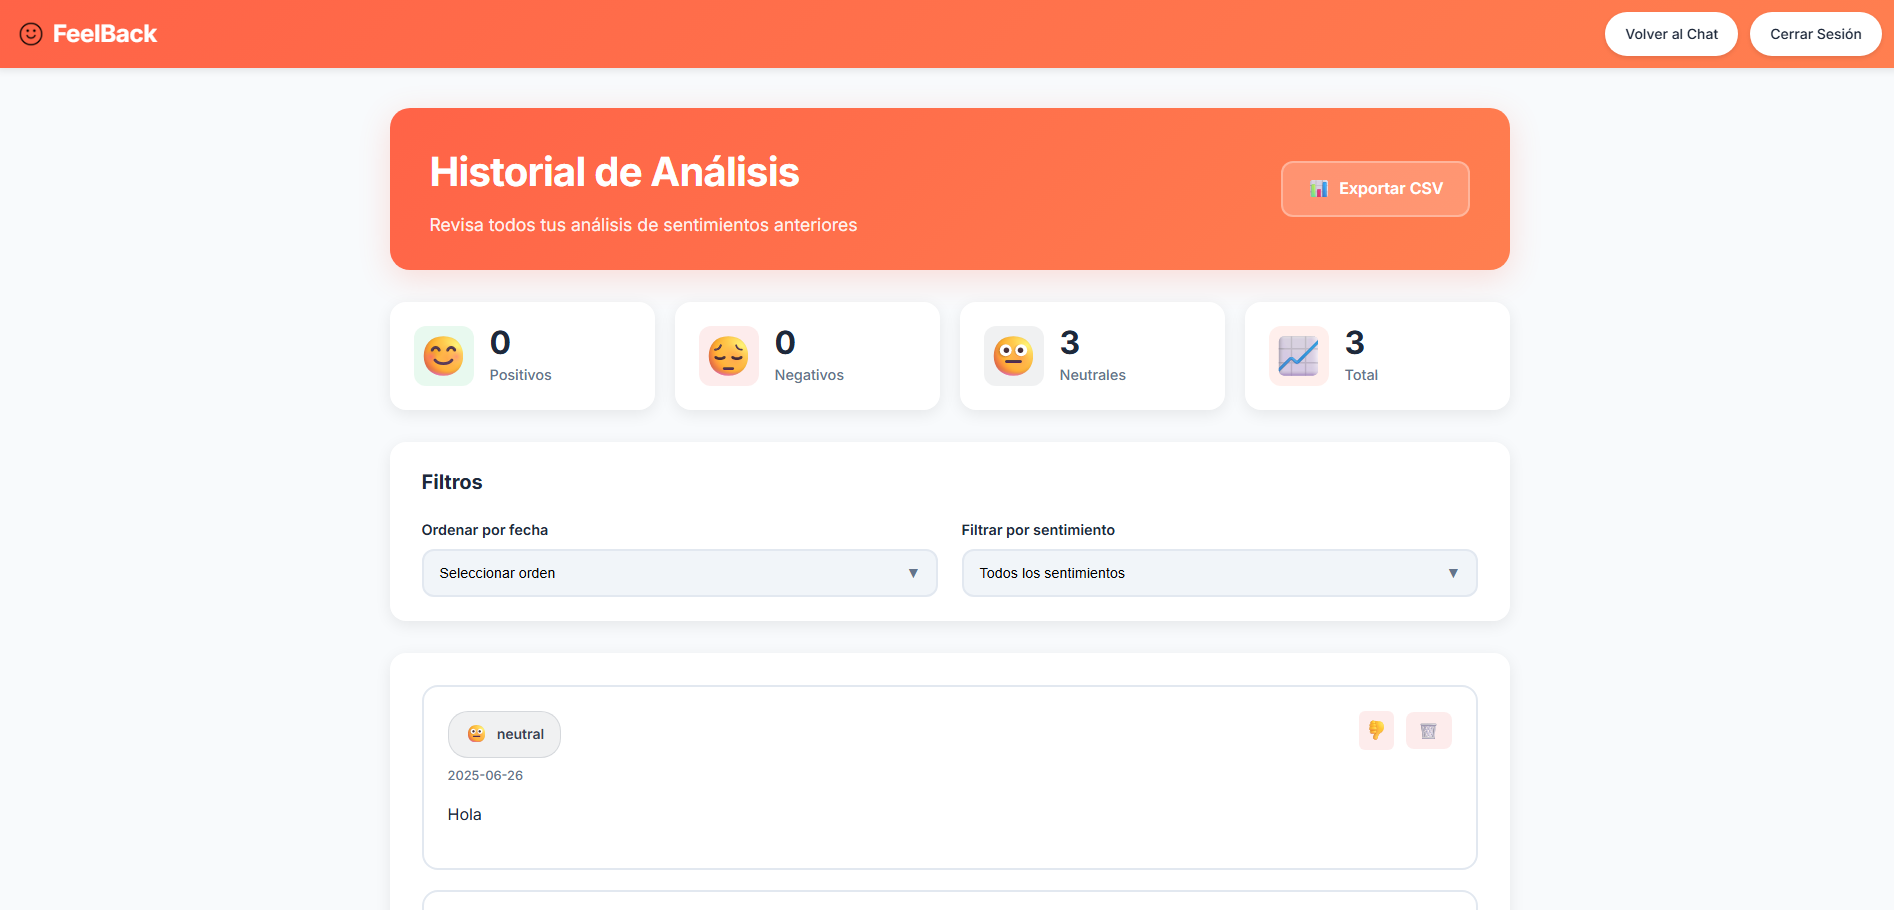 FeelBack
Volver al Chat
Cerrar Sesión
Historial de Análisis
Revisa todos tus análisis de sentimientos anteriores
Exportar CSV
0
Positivos
0
Negativos
3
Neutrales
3
Total
Filtros
Ordenar por fecha
Seleccionar orden
Filtrar por sentimiento
Todos los sentimientos
neutral
2025-06-26
Hola